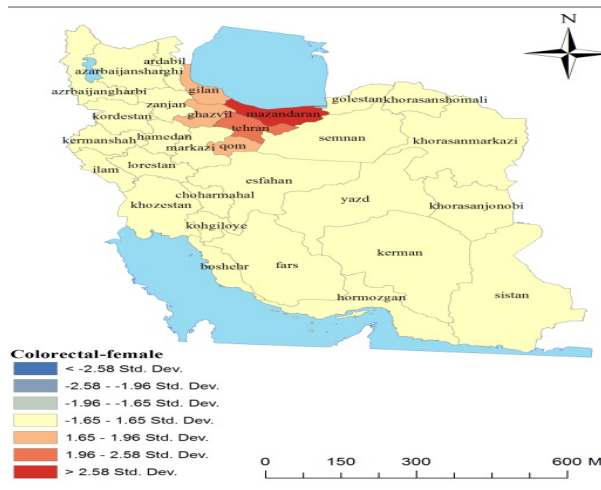 N
ardabil
azarbaijansharghi
azrbaijangharbi
gilan
zanjan
ghazvil
mazandaran
golestan
khorasanshomali
kordestan
tehran
semnan
hamedan
kermanshah
markazi
qom
khorasanmarkazi
ilam
lorestan
esfahan
choharmahal
yazd
khozestan
khorasanjonobi
kohgiloye
boshehr
fars
kerman
hormozgan
sistan
Colorectal-female
< -2.58 Std. Dev.
-2.58 - -1.96 Std. Dev.
-1.96 - -1.65 Std. Dev.
-1.65 - 1.65 Std. Dev.
1.65 - 1.96 Std. Dev.
1.96 - 2.58 Std. Dev.
> 2.58 Std. Dev.
0 150 300 600 M